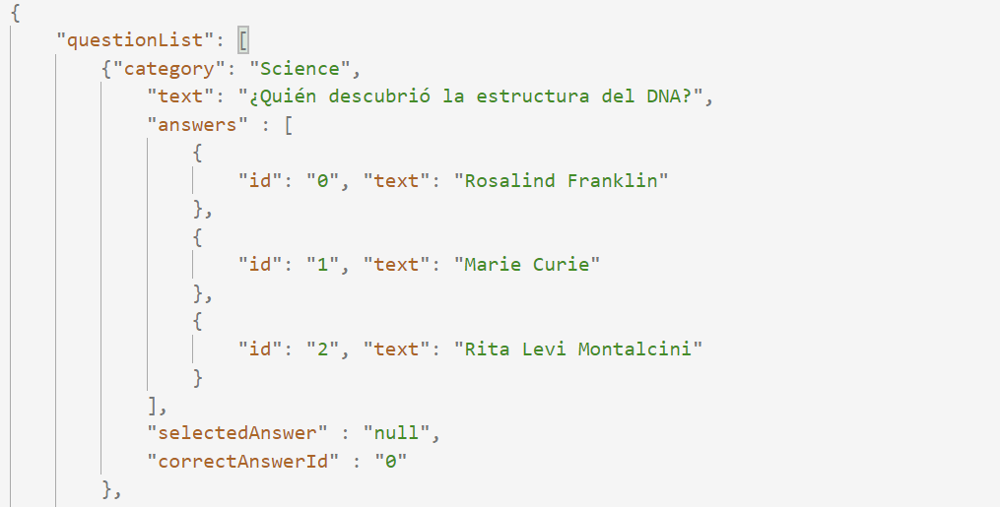 {
"questionList": [
{"category": "Science",
"text": "¿Quién descubrió la estructura del DNA?",
"answers" : [
{
"id": "0", "text": "Rosalind Franklin"
},
{
"id": "1", "text": "Marie Curie"
},
{
"id": "2", "text": "Rita Levi Montalcini"
}
],
"selectedAnswer" : "null",
"correctAnswerId" : "0"
},